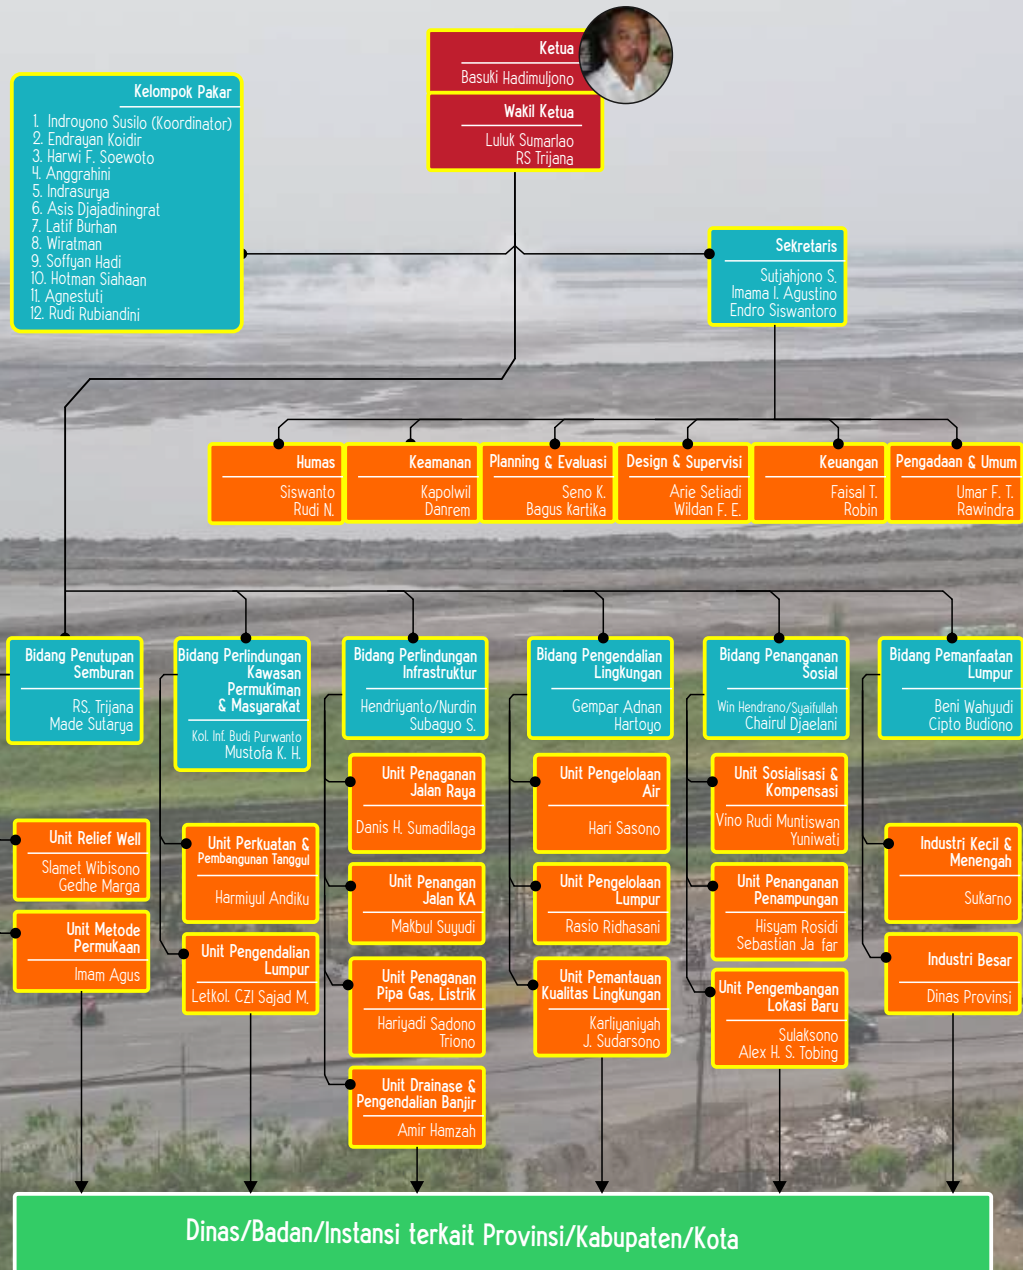 Ketua
Basuki Hadimuljono
Wakil Ketua
Luluk Sumarlao
RS Trijana
Kelompok Pakar
1. Indroyono Susilo (Koordinator)
2. Endrayan Koidir
3. Harwi F. Soewoto
4. Anggrahini
5. Indrasurya
6. Asis Djajadiningrat
7. Latif Burhan
8. Wiratman
9. Soffyan Hadi
10. Hotman Siahaan
11. Agnestuti
12. Rudi Rubiandini
Sekretaris
Sutjahjono S.
Imama I. Agustino
Endro Siswantoro
Humas
Siswanto
Rudi N.
Keamanan
Kapolwil
Danrem
Planning & Evaluasi
Seno K.
Bagus kartika
Design & Supervisi
Arie Setiadi
Wildan F. E.
Keuangan
Faisal T.
Robin
Pengadaan & Umum
Umar F. T.
Rawindra
Bidang Penutupan
Semburan
RS. Trijana
Made Sutarya
Bidang Perlindungan
Kawasan
Permukiman
& Masyarakat
Kol. Inf. Budi Purwanto
Mustofa K. H.
Bidang Perlindungan
Infrastruktur
Hendriyanto/Nurdin
Subagyo S.
Bidang Pengendalian
Lingkungan
Gempar Adnan
Hartoyo
Bidang Penanganan
Sosial
Win Hendrano/Syaifullah
Chairul Djaelani
Bidang Pemanfaatan
Lumpur
Beni Wahyudi
Cipto Budiono
Unit Relief Well
Slamet Wibisono
Gedhe Marga
Unit Metode
Permukaan
Imam Agus
Unit Perkuatan &
Pembangunan Tanggul
Harmiyul Andiku
Unit Pengendalian
Lumpur
Letkol. CZI Sajad M.
Unit Penaganan
Jalan Raya
Danis H. Sumadilaga
Unit Penangan
Jalan KA
Makbul Suyudi
Unit Penaganan
Pipa Gas, Listrik
Hariyadi Sadono
Triono
Unit Drainase &
Pengendalian Banjir
Amir Hamzah
Unit Pengelolaan
Air
Hari Sasono
Unit Pengelolaan
Lumpur
Rasio Ridhasani
Unit Pemantauan
Kualitas Lingkungan
Karliyaniyah
J. Sudarsono
Unit Sosialisasi &
Kompensasi
Vino Rudi Muntiswan
Yuniwati
Unit Penanganan
Penampungan
Hisyam Rosidi
Sebastian Ja far
Unit Pengembangan
Lokasi Baru
Sulaksono
Alex H. S. Tobing
Industri Kecil &
Menengah
Sukarno
Industri Besar
Dinas Provinsi
Dinas/Badan/Instansi terkait Provinsi/Kabupaten/Kota